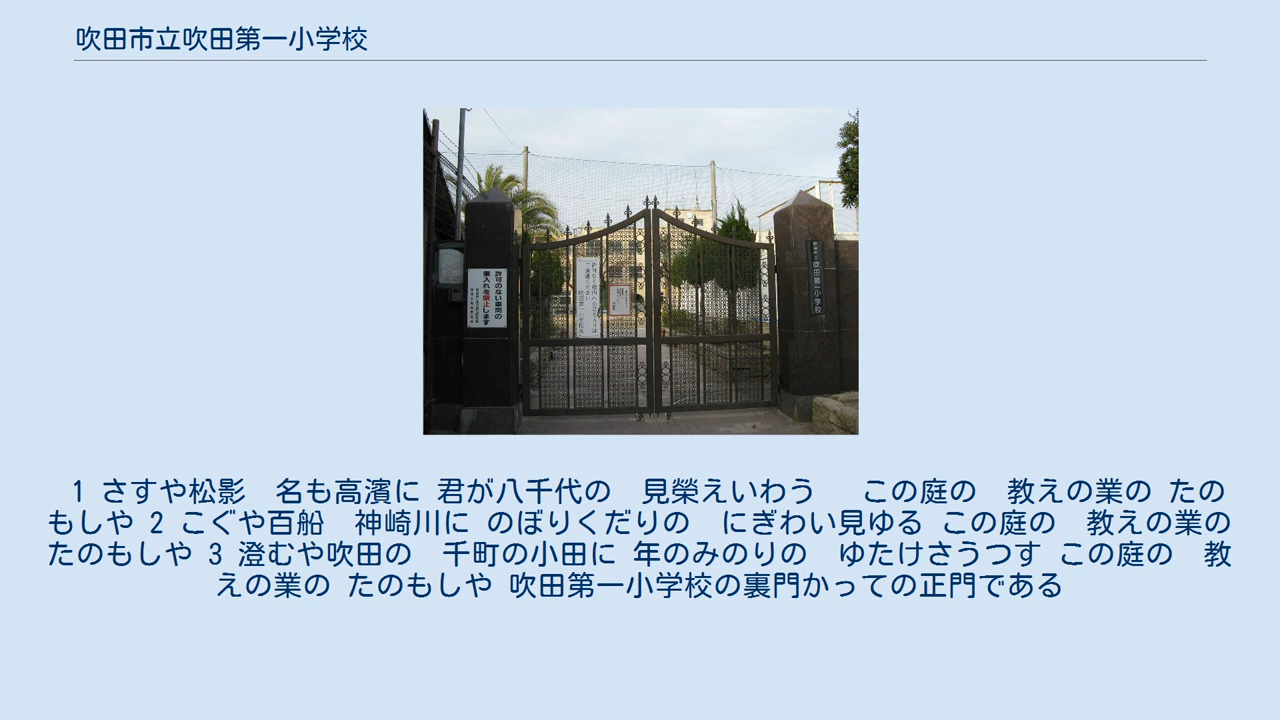 吹田市立吹田第一小学校
許可のない車両の
乗入れを禁止します
吹田第一小学校
1 さすや松影　名も高濱に 君が八千代の　見榮えいわう　 この庭の　教えの業の たの
もしや 2 こぐや百船　神崎川に のぼりくだりの　にぎわい見ゆる この庭の　教えの業の
たのもしや 3 澄むや吹田の　千町の小田に 年のみのりの　ゆたけさうつす この庭の　教
えの業の たのもしや 吹田第一小学校の裏門かっての正門である